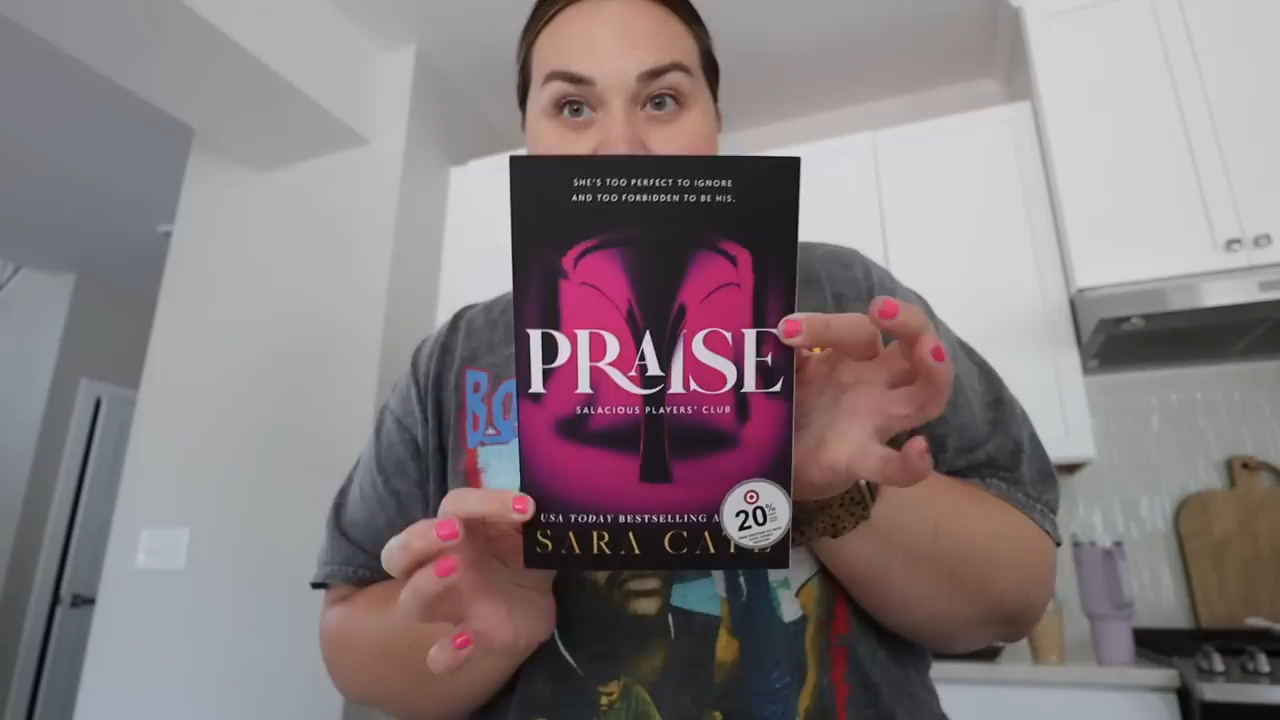 SHE'S TOO PERFECT TO IGNORE
AND TOO FORBIDDEN TO BE HIS.
PRAISE
SALACIOUS PLAYERS' CLUB
USA TODAY BESTSELLING
20%
SARA CATE
BO